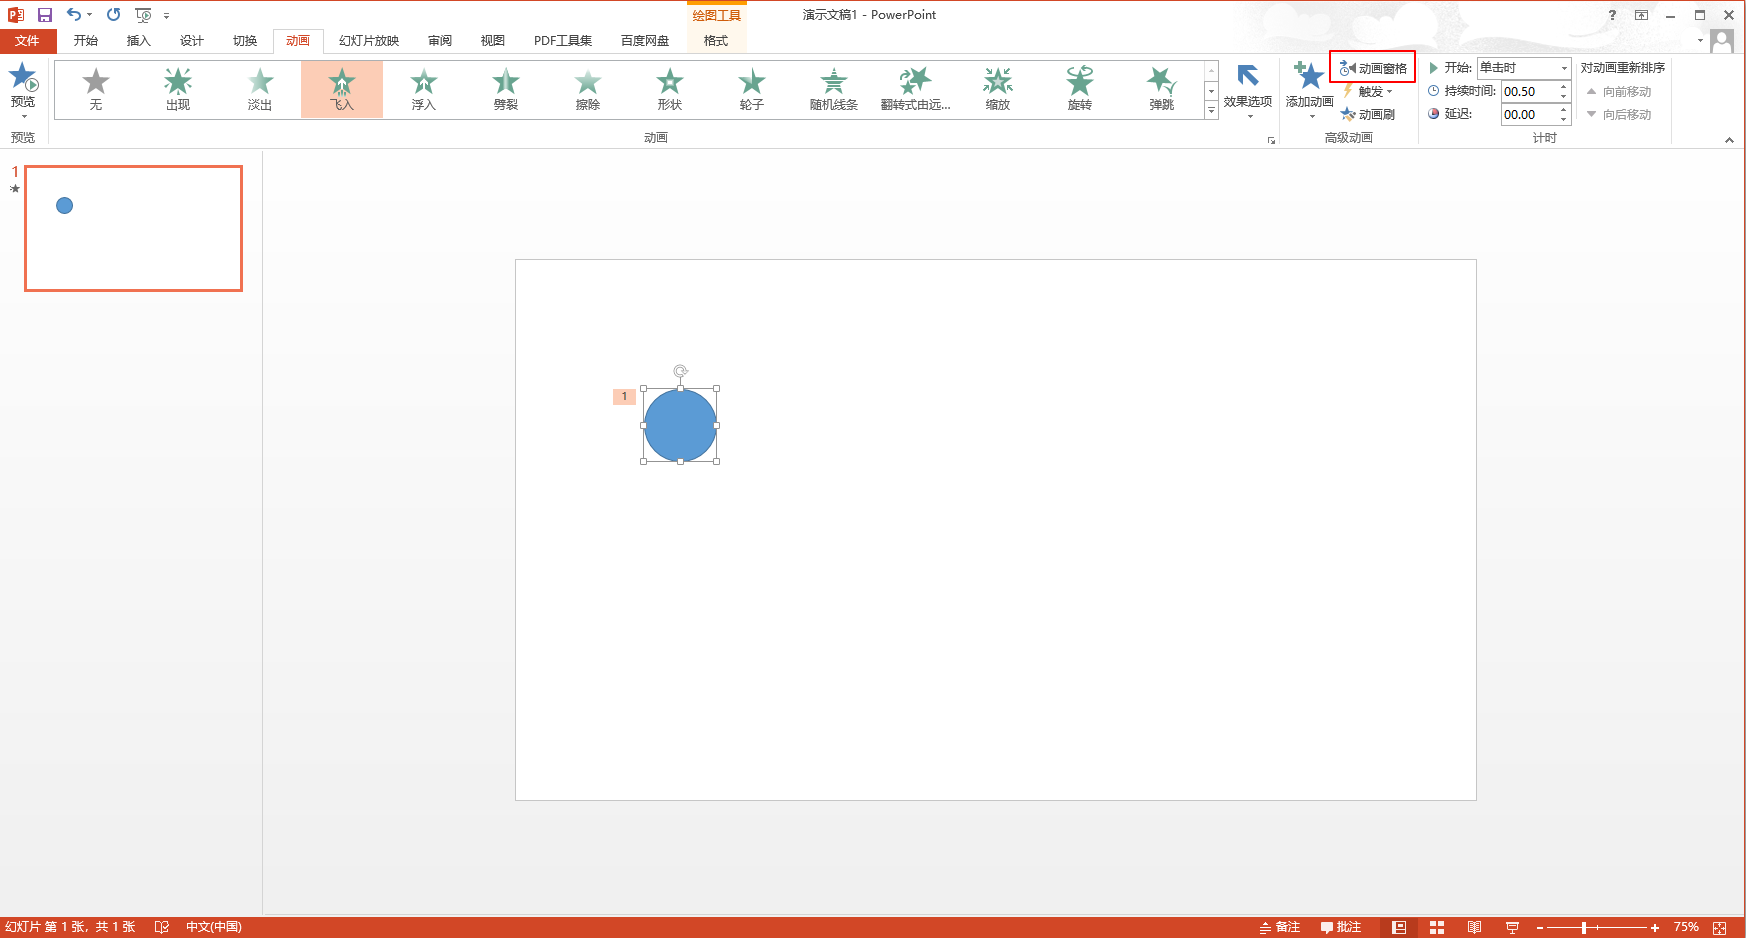 演示文稿1 - PowerPoint
绘图工具
?
文件 开始 插入 设计 切换 动画 幻灯片放映 审阅 视图 PDF工具集 百度网盘 格式
预览
无 出现 淡出 飞入 浮入 劈裂 擦除 形状 轮子 随机线条 翻转式由远... 缩放 旋转 弹跳
效果选项
添加动画
动画窗格
触发
动画刷
开始: 单击时
持续时间: 00.50
延迟: 00.00
对动画重新排序
向前移动
向后移动
预览 动画 高级动画 计时
1
1
幻灯片 第 1 张，共 1 张 中文(中国) 备注 批注 75%